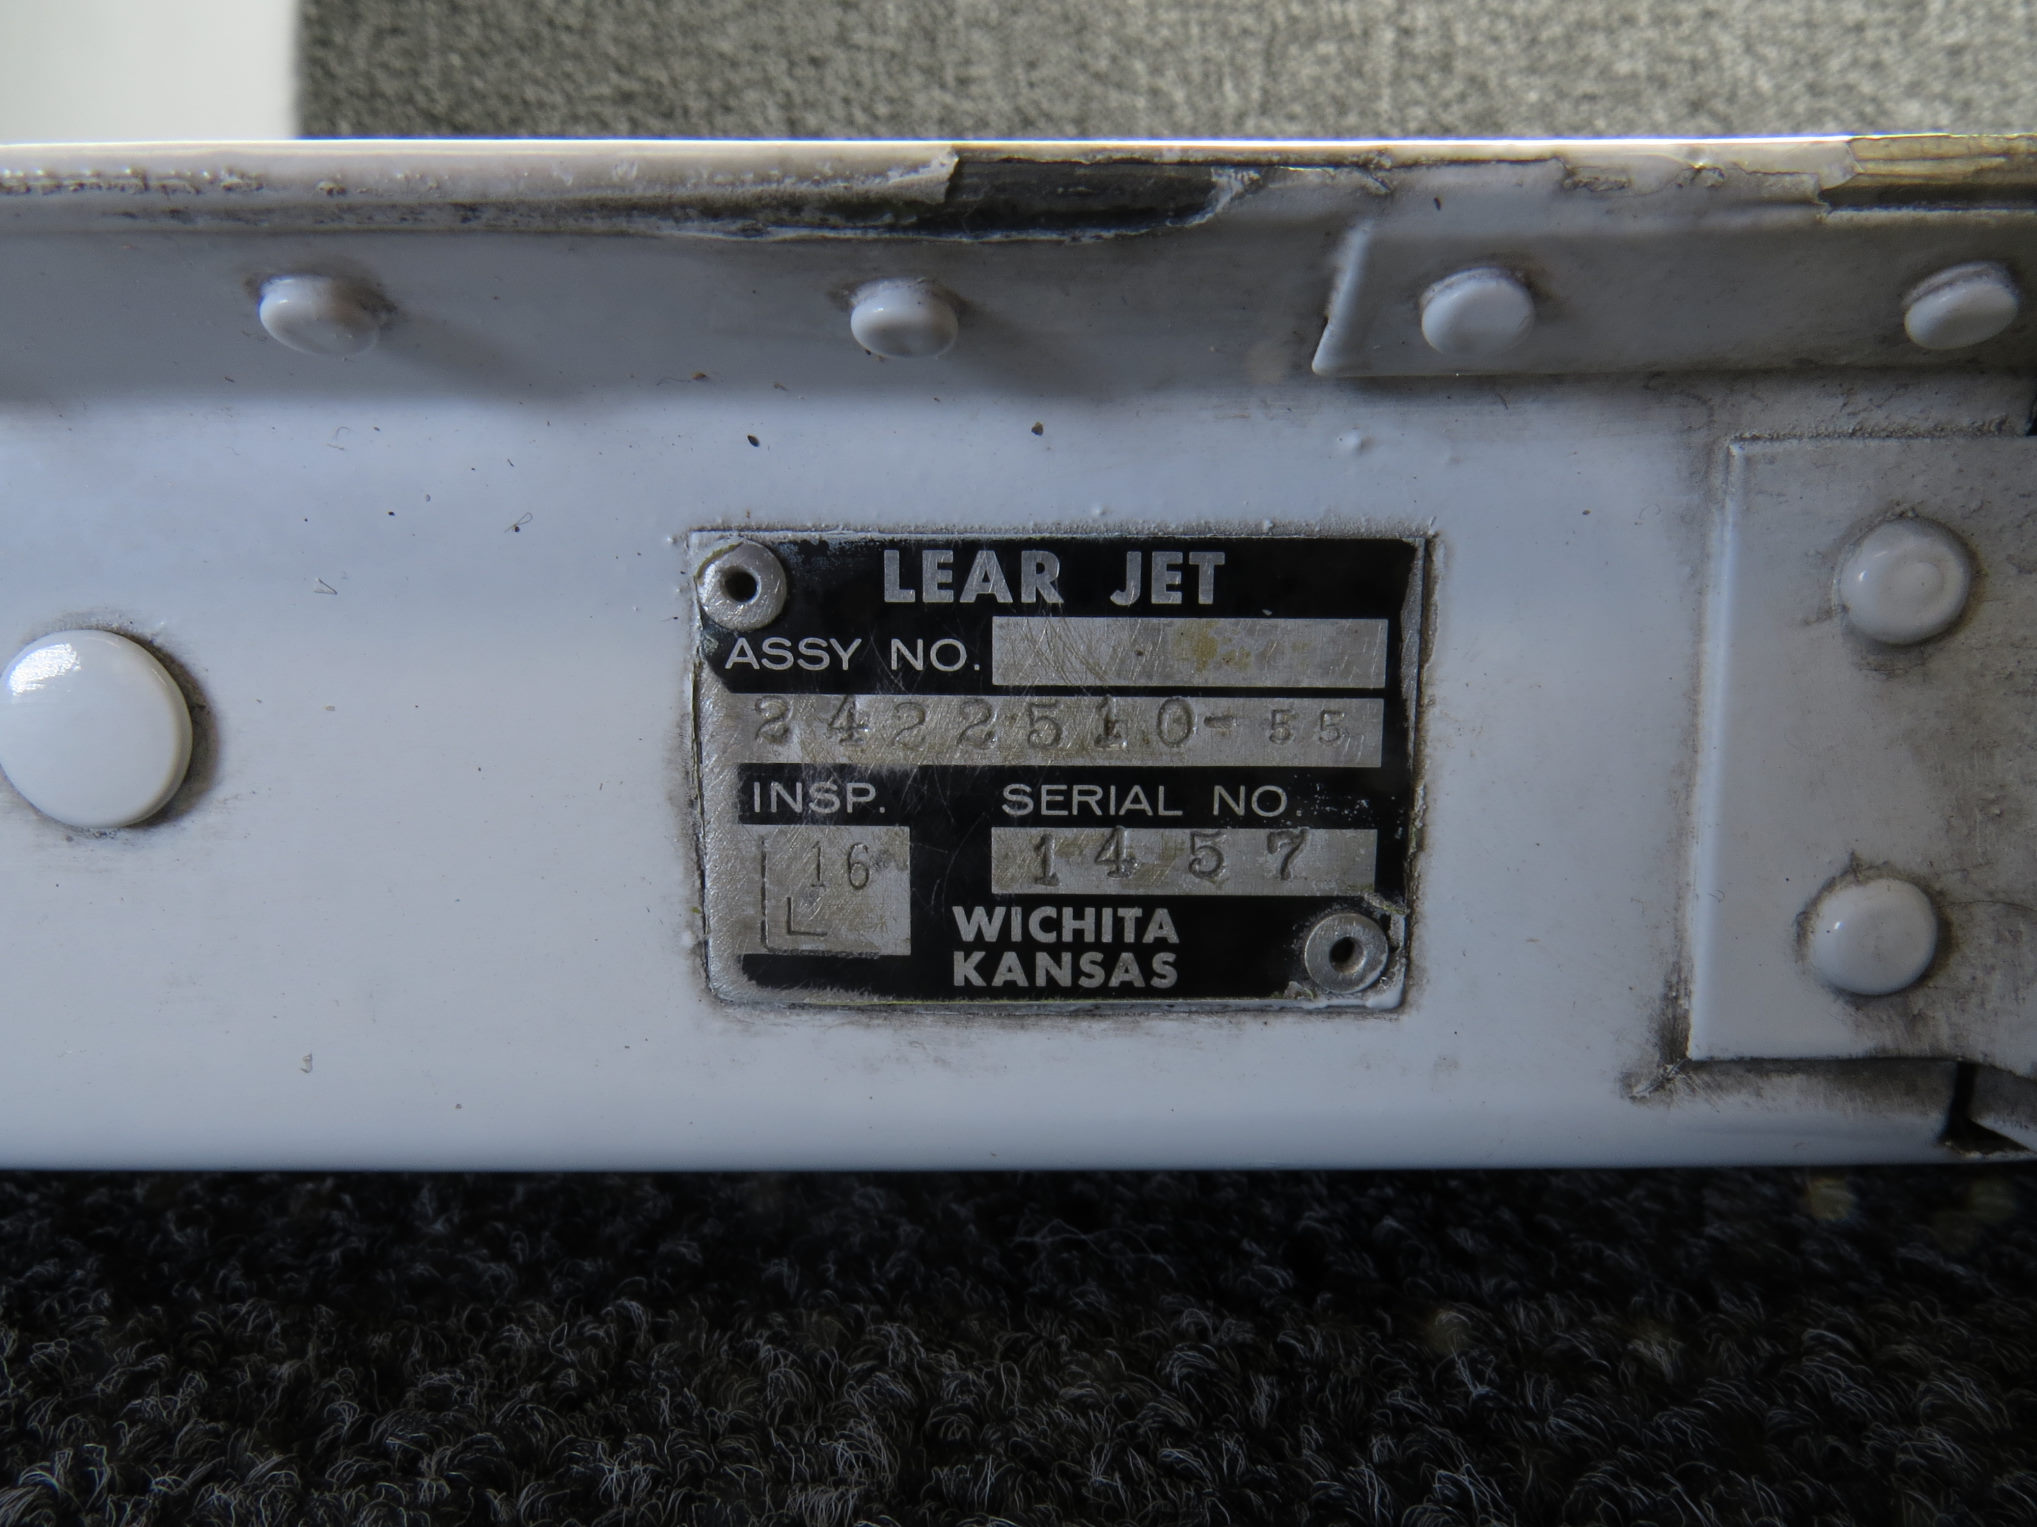 LEAR JET
ASSY NO.
2422510-55
INSP. SERIAL NO.
16 1457
L
WICHITA
KANSAS